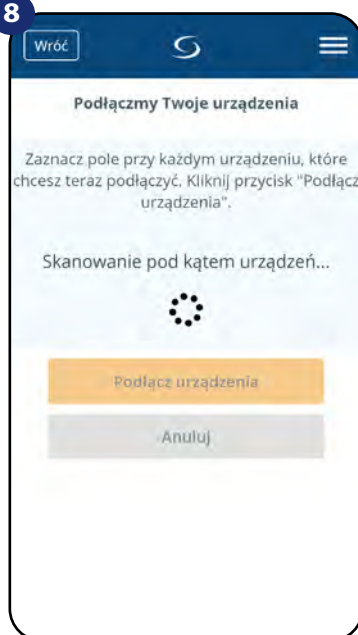 8
Wróć
Podłączmy Twoje urządzenia
Zaznacz pole przy każdym urządzeniu, które
chcesz teraz podłączyć. Kliknij przycisk "Podłącz
urządzenia".
Skanowanie pod kątem urządzeń...
Podłącz urządzenia
Anuluj